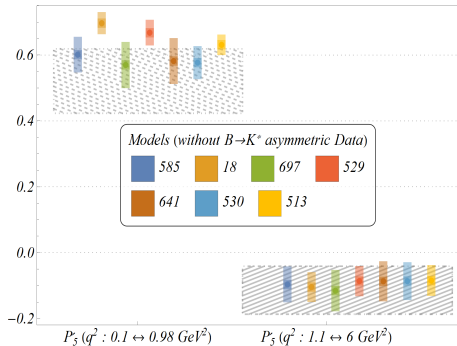 0.6
0.4
Models (without B→K* asymmetric Data)
585 18 697 529
0.2
641 530 513
0.0
-0.2
P′₅(q² : 0.1 ↔ 0.98 GeV²) P′₅(q² : 1.1 ↔ 6 GeV²)